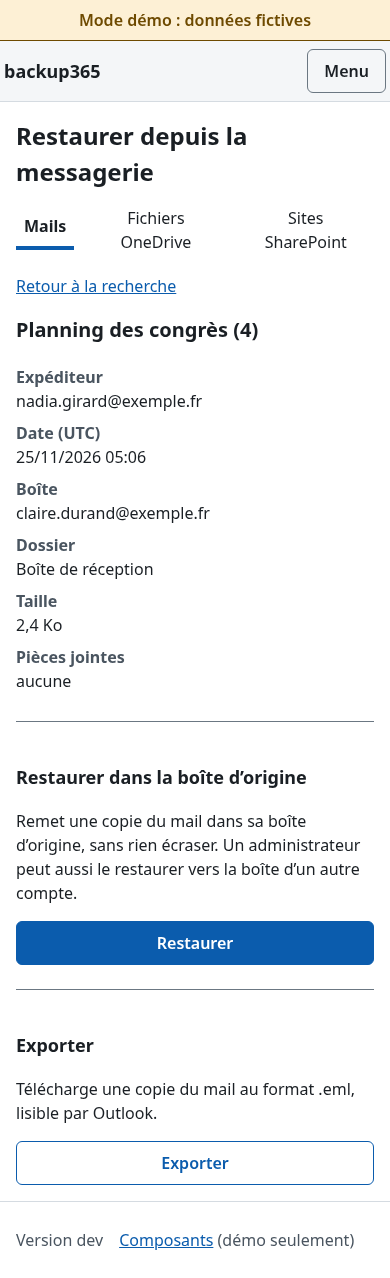 Mode démo : données fictives
backup365
Menu
Restaurer depuis la
messagerie
Mails
Fichiers
OneDrive
Sites
SharePoint
Retour à la recherche
Planning des congrès (4)
Expéditeur
nadia.girard@exemple.fr
Date (UTC)
25/11/2026 05:06
Boîte
claire.durand@exemple.fr
Dossier
Boîte de réception
Taille
2,4 Ko
Pièces jointes
aucune
Restaurer dans la boîte d’origine
Remet une copie du mail dans sa boîte
d’origine, sans rien écraser. Un administrateur
peut aussi le restaurer vers la boîte d’un autre
compte.
Restaurer
Exporter
Télécharge une copie du mail au format .eml,
lisible par Outlook.
Exporter
Version dev Composants (démo seulement)